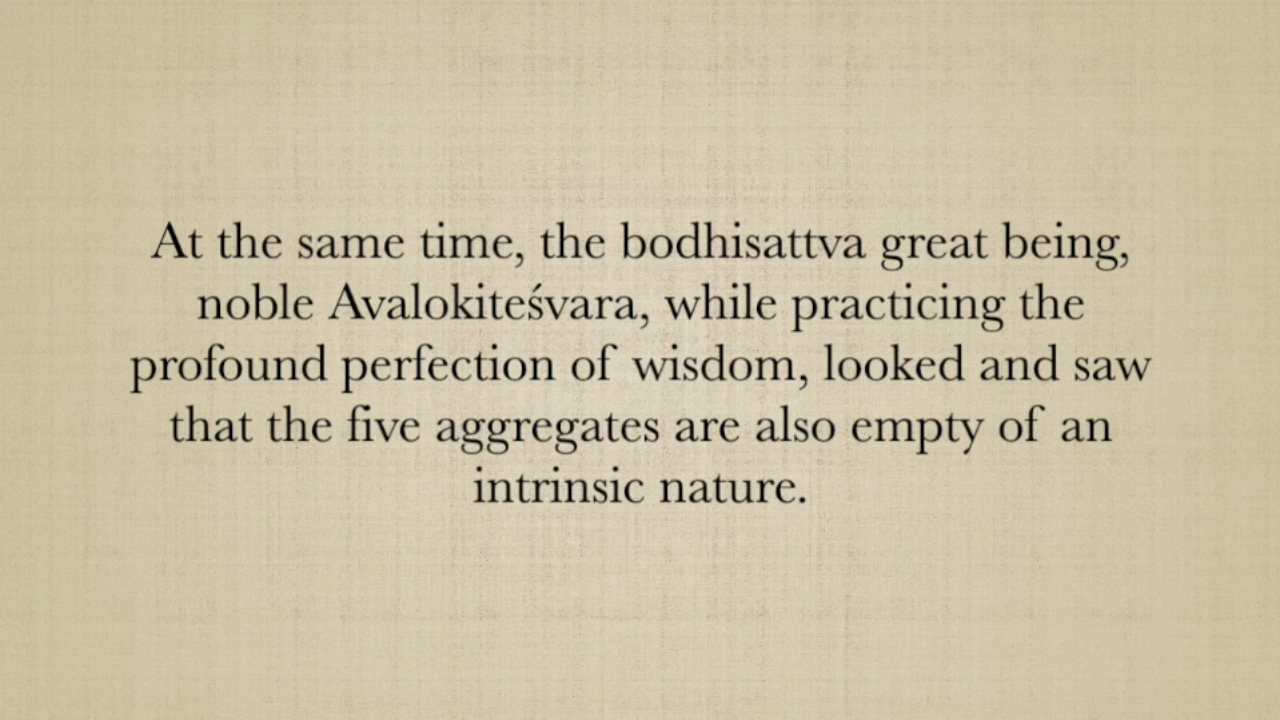 At the same time, the bodhisattva great being,
noble Avalokiteśvara, while practicing the
profound perfection of wisdom, looked and saw
that the five aggregates are also empty of an
intrinsic nature.